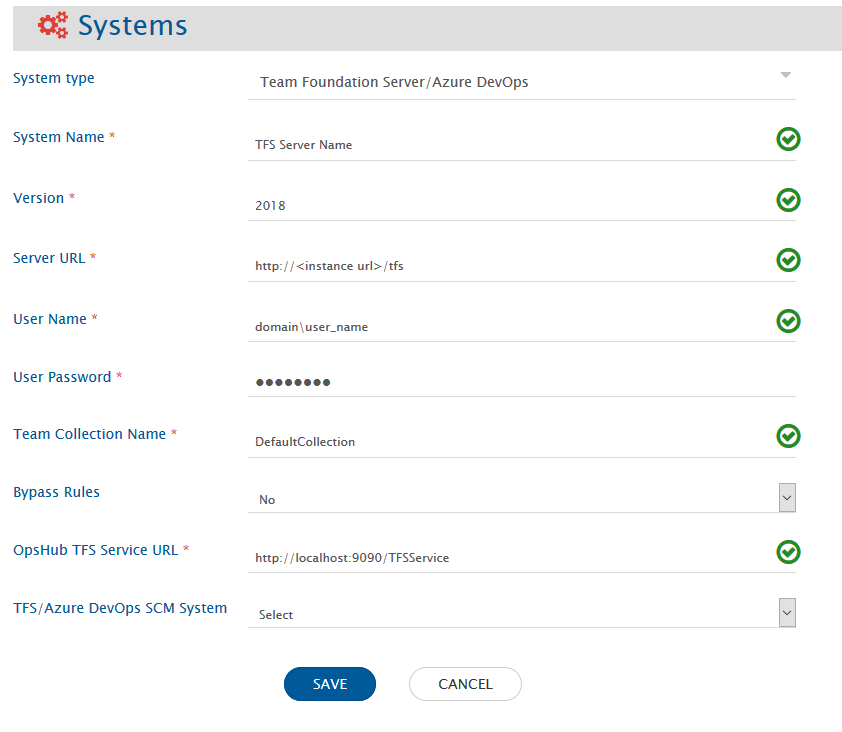 Systems
System type
Team Foundation Server/Azure DevOps
System Name *
TFS Server Name
Version *
2018
Server URL *
http://<instance url>/tfs
User Name *
domain\user_name
User Password *
●●●●●●●●
Team Collection Name *
DefaultCollection
Bypass Rules
No
OpsHub TFS Service URL *
http://localhost:9090/TFSService
TFS/Azure DevOps SCM System
Select
SAVE
CANCEL